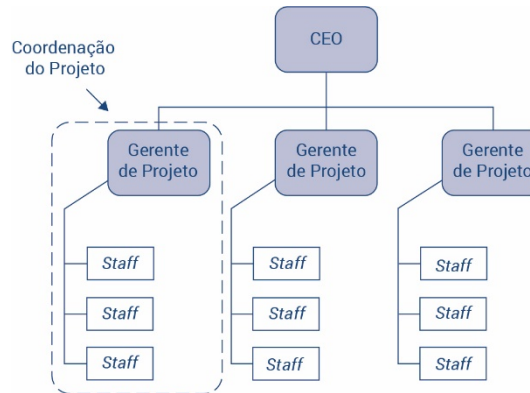 CEO
Coordenação
do Projeto
Gerente
de Projeto
Gerente
de Projeto
Gerente
de Projeto
Staff
Staff
Staff
Staff
Staff
Staff
Staff
Staff
Staff